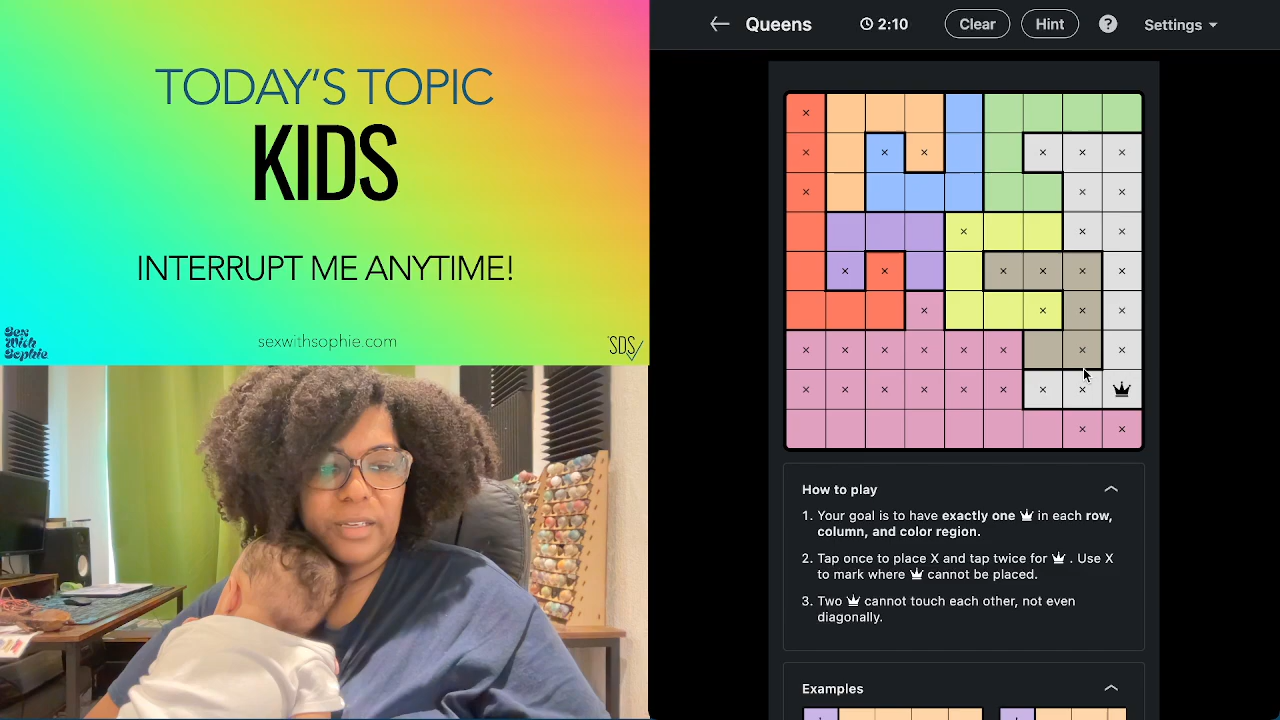 TODAY'S TOPIC
KIDS
INTERRUPT ME ANYTIME!
Sex
With
Sophie
sexwithsophie.com
SDS
Queens
2:10
Clear
Hint
?
Settings
How to play
1. Your goal is to have exactly one in each row,
column, and color region.
2. Tap once to place X and tap twice for . Use X
to mark where cannot be placed.
3. Two cannot touch each other, not even
diagonally.
Examples